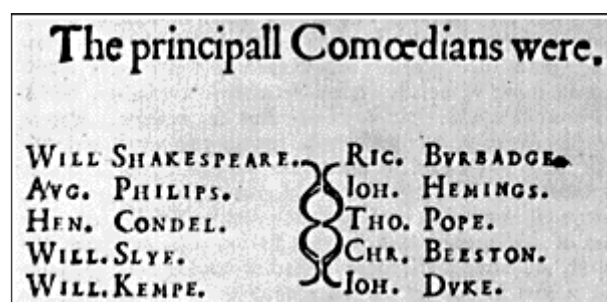 The principall Comœdians were.
WILL SHAKESPEARE. RIC. BVRBADGE.
AVG. PHILIPS. IOH. HEMINGS.
HEN. CONDEL. THO. POPE.
WILL. SLYE. CHR. BEESTON.
WILL. KEMPE. IOH. DVKE.